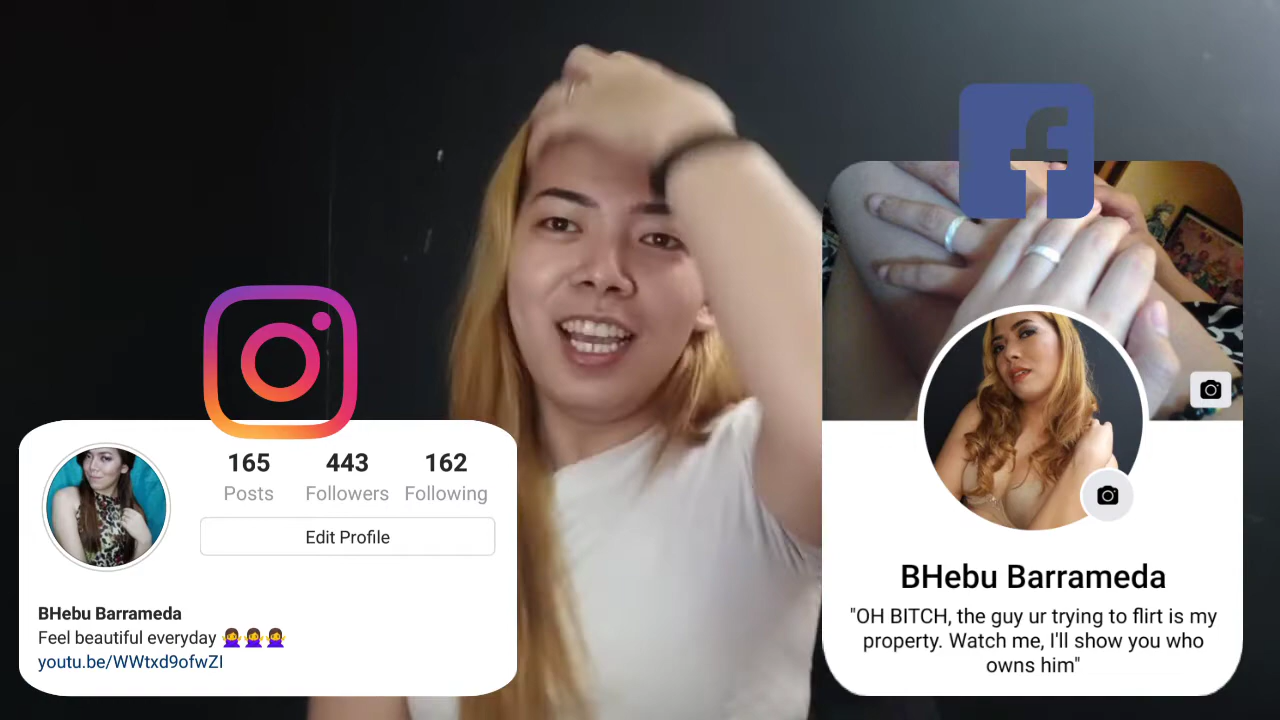 165 443 162
Posts Followers Following
Edit Profile
BHebu Barrameda
Feel beautiful everyday 🙍‍♀️🙍‍♀️🙍‍♀️
youtu.be/WWtxd9ofwZI
BHebu Barrameda
"OH BITCH, the guy ur trying to flirt is my
property. Watch me, I'll show you who
owns him"